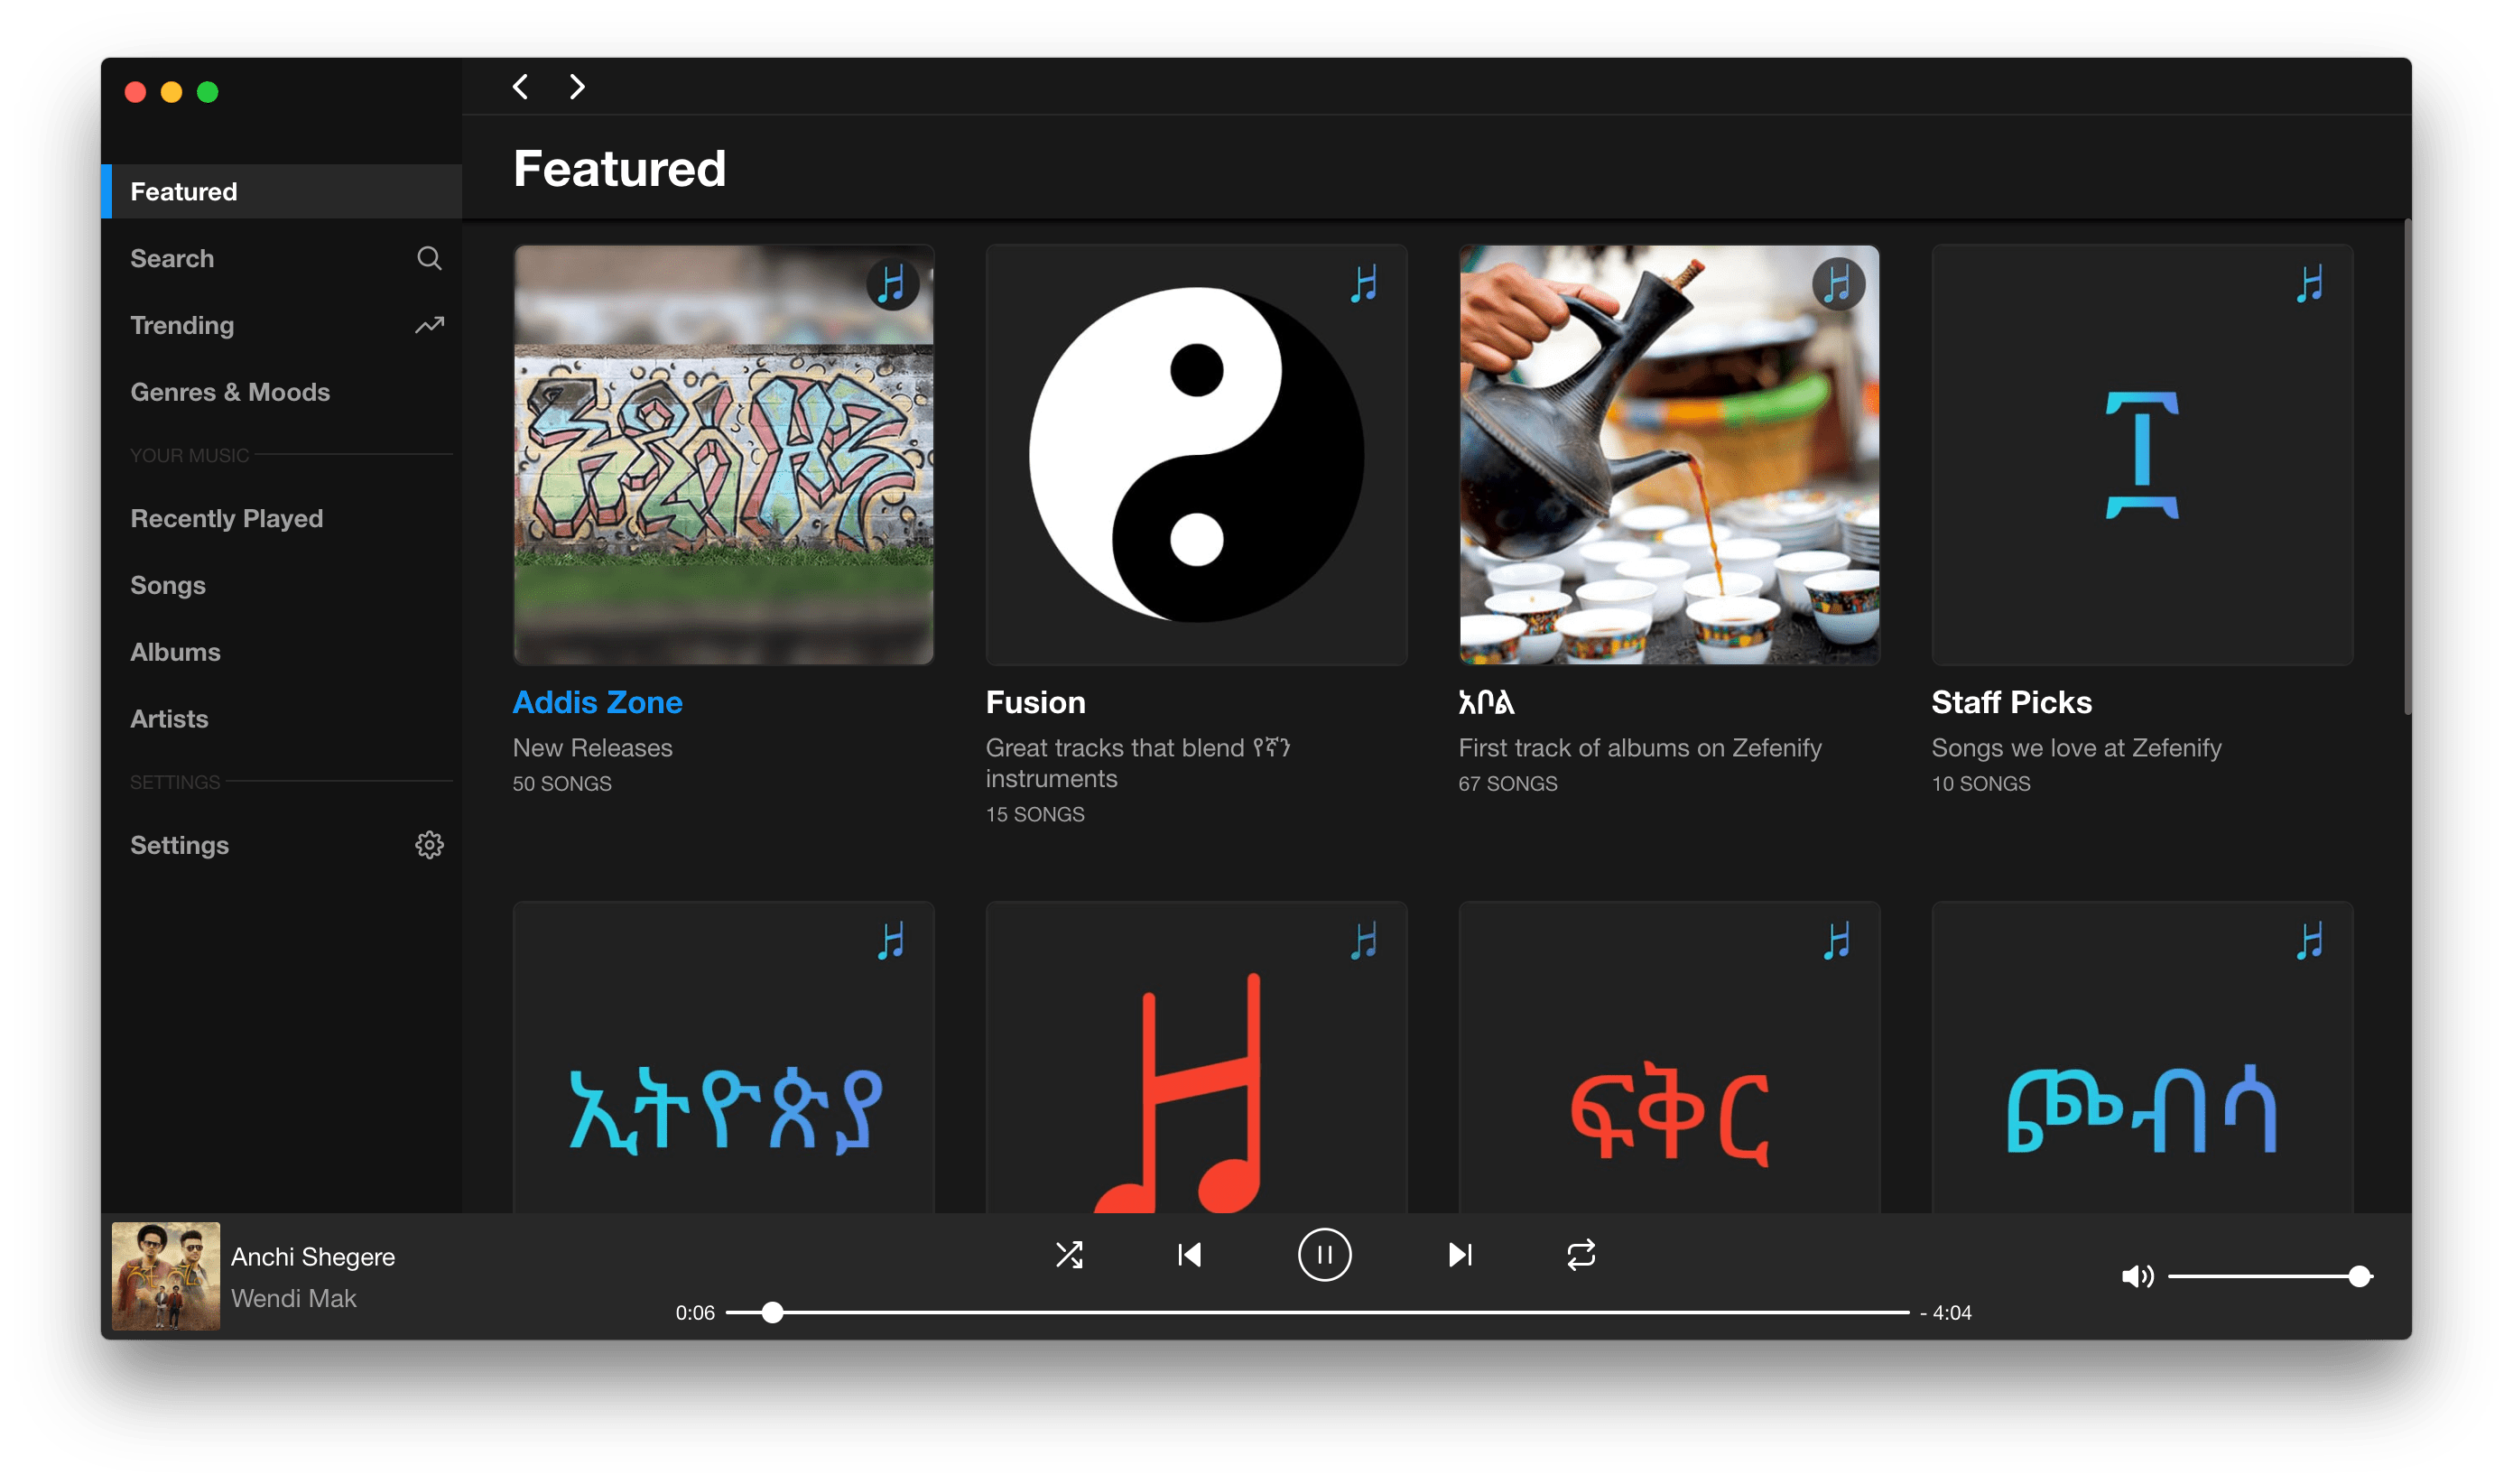 Featured
Search
Trending
Genres & Moods
YOUR MUSIC
Recently Played
Songs
Albums
Artists
SETTINGS
Settings
Featured
Addis Zone
New Releases
50 SONGS
Fusion
Great tracks that blend የኛን
instruments
15 SONGS
አቦል
First track of albums on Zefenify
67 SONGS
፲
Staff Picks
Songs we love at Zefenify
10 SONGS
ኢትዮጵያ
ፍቅር
ጮብሳ
Anchi Shegere
Wendi Mak
0:06
- 4:04